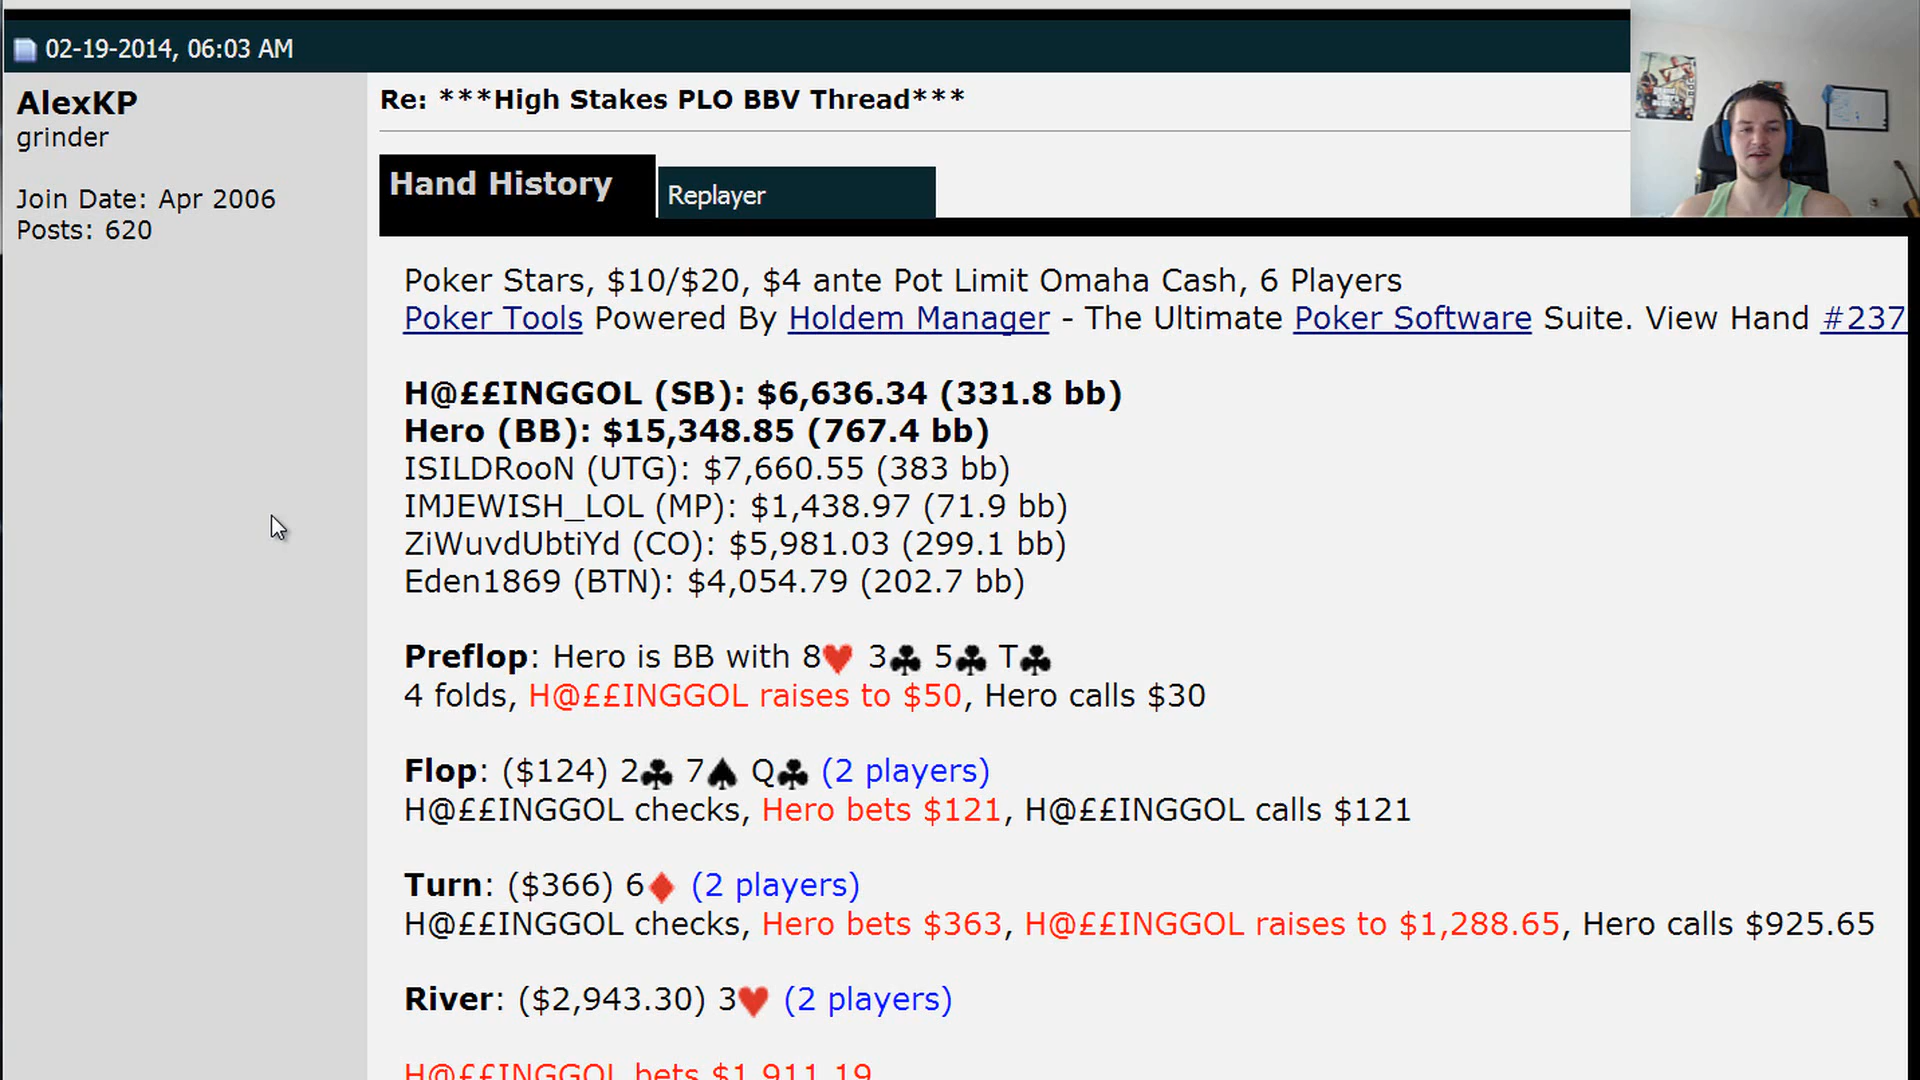 02-19-2014, 06:03 AM
AlexKP
grinder
Join Date: Apr 2006
Posts: 620
Re: ***High Stakes PLO BBV Thread***
Hand History
Replayer
Poker Stars, $10/$20, $4 ante Pot Limit Omaha Cash, 6 Players
Poker Tools Powered By Holdem Manager - The Ultimate Poker Software Suite. View Hand #237
H@££INGGOL (SB): $6,636.34 (331.8 bb)
Hero (BB): $15,348.85 (767.4 bb)
ISILDRooN (UTG): $7,660.55 (383 bb)
IMJEWISH_LOL (MP): $1,438.97 (71.9 bb)
ZiWuvdUbtiYd (CO): $5,981.03 (299.1 bb)
Eden1869 (BTN): $4,054.79 (202.7 bb)
Preflop: Hero is BB with 8♥ 3♣ 5♣ T♣
4 folds, H@££INGGOL raises to $50, Hero calls $30
Flop: ($124) 2♣ 7♠ Q♣ (2 players)
H@££INGGOL checks, Hero bets $121, H@££INGGOL calls $121
Turn: ($366) 6♦ (2 players)
H@££INGGOL checks, Hero bets $363, H@££INGGOL raises to $1,288.65, Hero calls $925.65
River: ($2,943.30) 3♥ (2 players)
H@££INGGOL bets $1,911.19